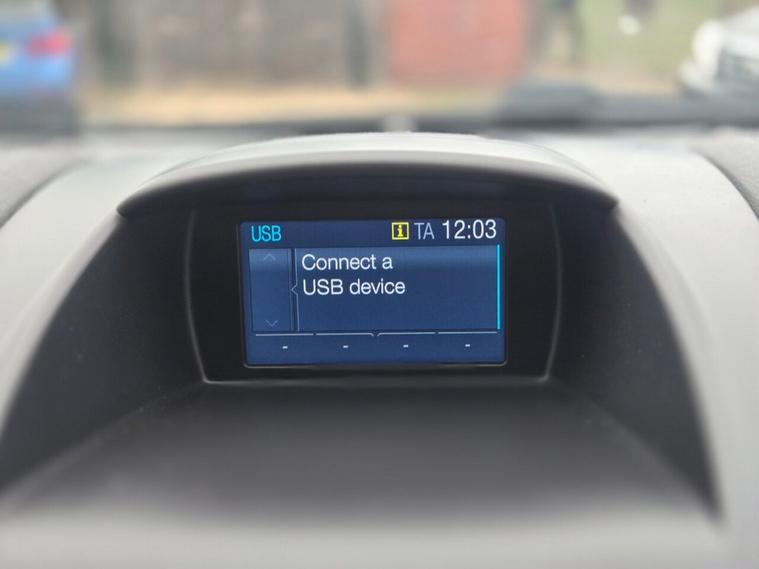 USB TA 12:03
Connect a
USB device
- - - -